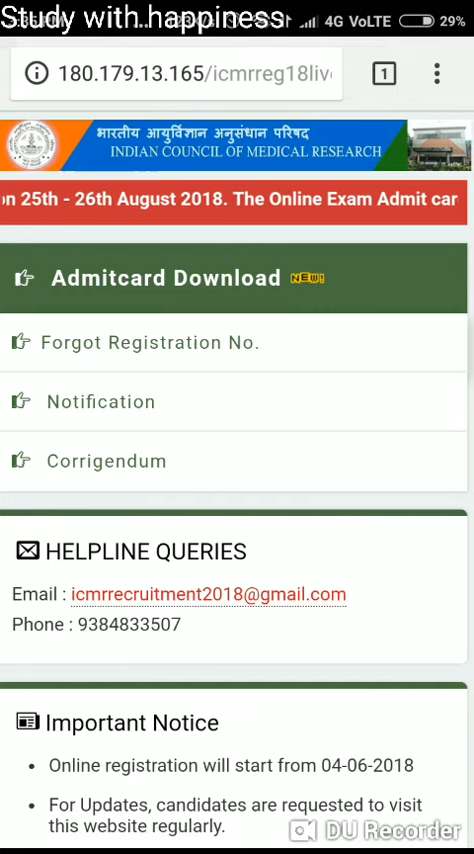 Study with happiness
4G VoLTE 29%
180.179.13.165/icmrreg18live
1
भारतीय आयुर्विज्ञान अनुसंधान परिषद
INDIAN COUNCIL OF MEDICAL RESEARCH
on 25th - 26th August 2018. The Online Exam Admit car
Admitcard Download NEW!
Forgot Registration No.
Notification
Corrigendum
HELPLINE QUERIES
Email : icmrrecruitment2018@gmail.com
Phone : 9384833507
Important Notice
• Online registration will start from 04-06-2018
• For Updates, candidates are requested to visit
this website regularly.
DU Recorder